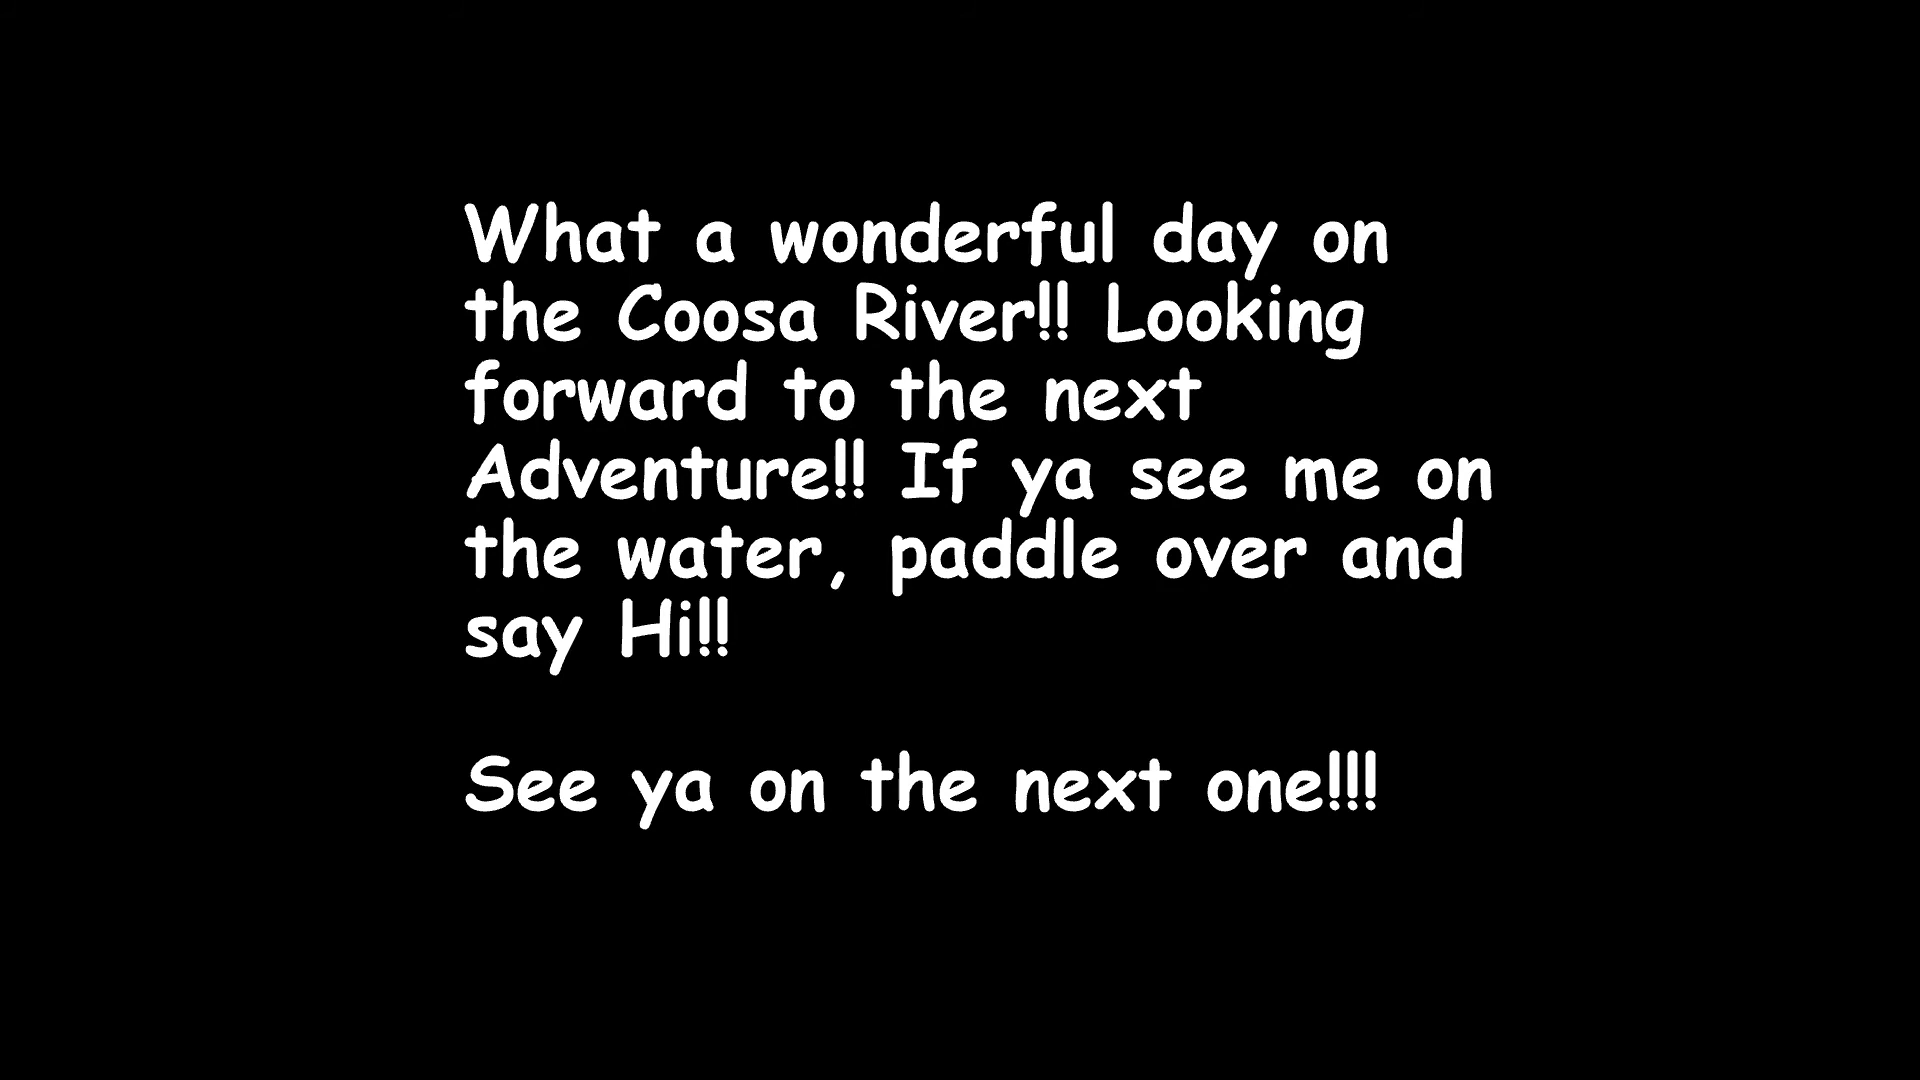 What a wonderful day on
the Coosa River!! Looking
forward to the next
Adventure!! If ya see me on
the water, paddle over and
say Hi!!
See ya on the next one!!!